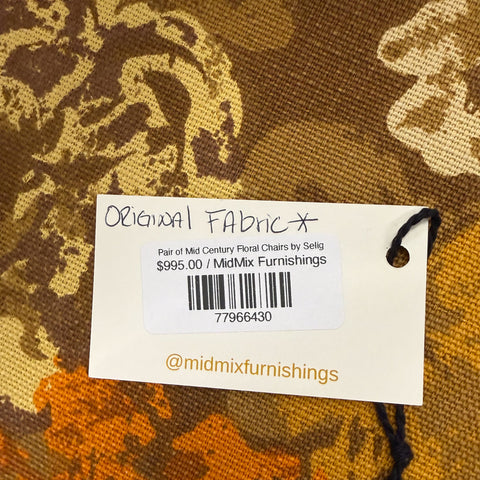 ORIGINAL FABRIC*
Pair of Mid Century Floral Chairs by Selig
$995.00 / MidMix Furnishings
77966430
@midmixfurnishings